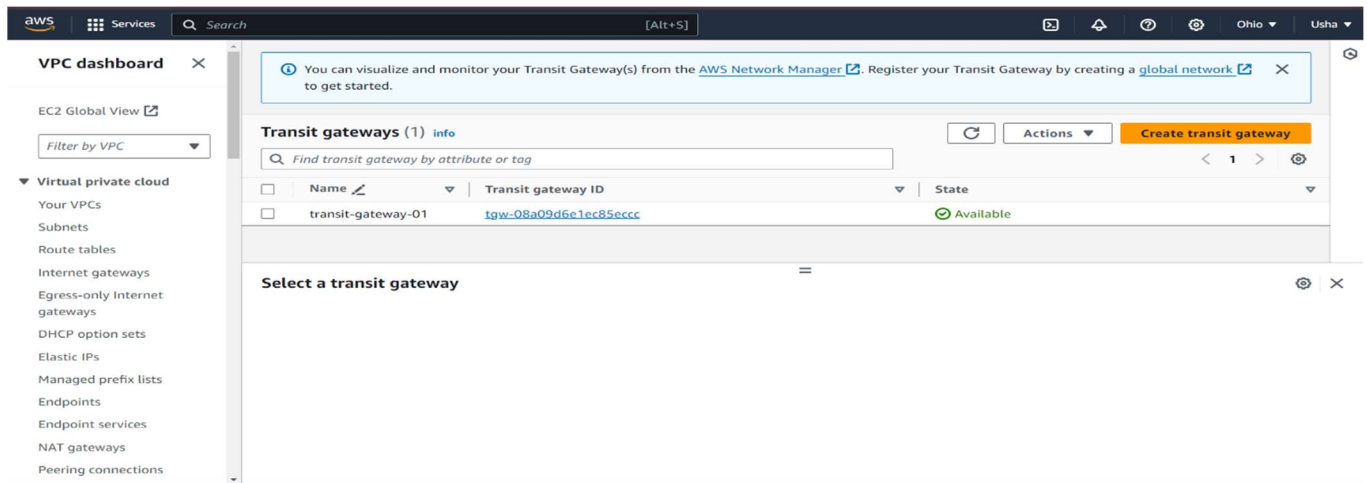 aws Services Search [Alt+S] Ohio Usha
VPC dashboard
EC2 Global View
Filter by VPC
Virtual private cloud
Your VPCs
Subnets
Route tables
Internet gateways
Egress-only Internet
gateways
DHCP option sets
Elastic IPs
Managed prefix lists
Endpoints
Endpoint services
NAT gateways
Peering connections
You can visualize and monitor your Transit Gateway(s) from the AWS Network Manager. Register your Transit Gateway by creating a global network
to get started.
Transit gateways (1) info Actions Create transit gateway
Find transit gateway by attribute or tag 1
Name Transit gateway ID State
transit-gateway-01 tgw-08a09d6e1ec85eccc Available
Select a transit gateway